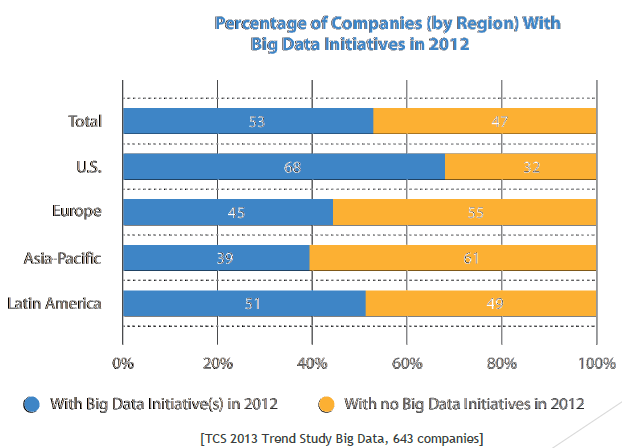 Percentage of Companies (by Region) With
Big Data Initiatives in 2012
Total 53 47
U.S. 68 32
Europe 45 55
Asia-Pacific 39 61
Latin America 51 49
0% 20% 40% 60% 80% 100%
With Big Data Initiative(s) in 2012 With no Big Data Initiatives in 2012
[TCS 2013 Trend Study Big Data, 643 companies]